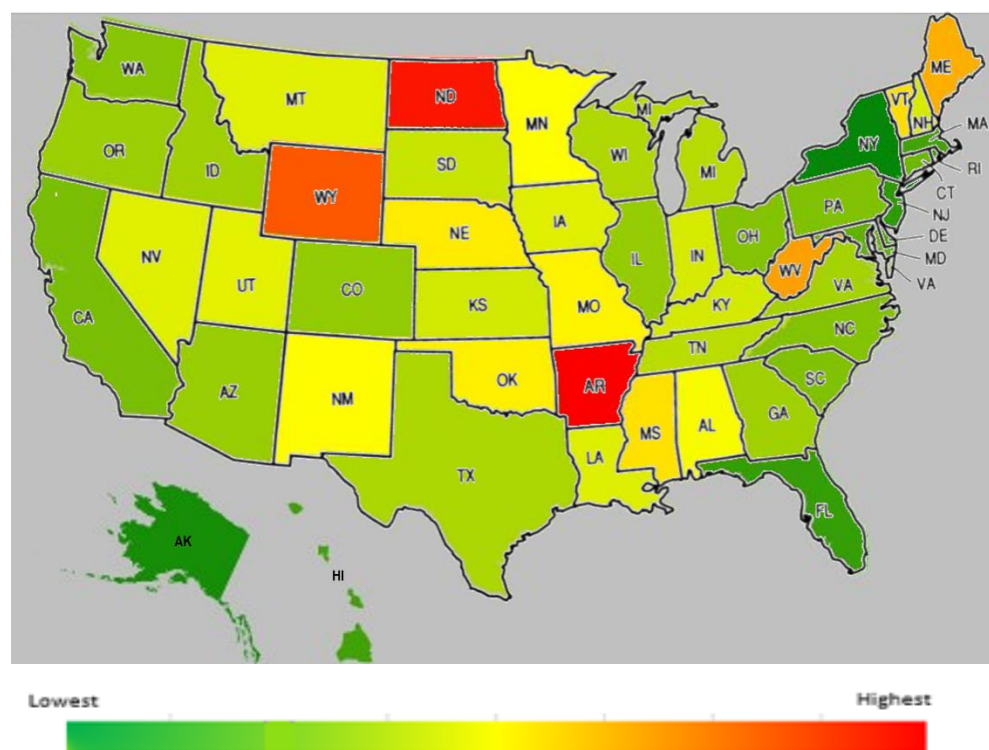 WA
MT
ND
MN
MI
ME
VT
NH
MA
OR
ID
SD
WI
MI
NY
RI
WY
CT
PA
NJ
NE
IA
OH
DE
NV
UT
CO
IL
IN
WV
MD
VA
VA
CA
KS
MO
KY
NC
TN
AZ
NM
OK
AR
SC
GA
MS
AL
LA
TX
FL
AK
HI
Lowest
Highest